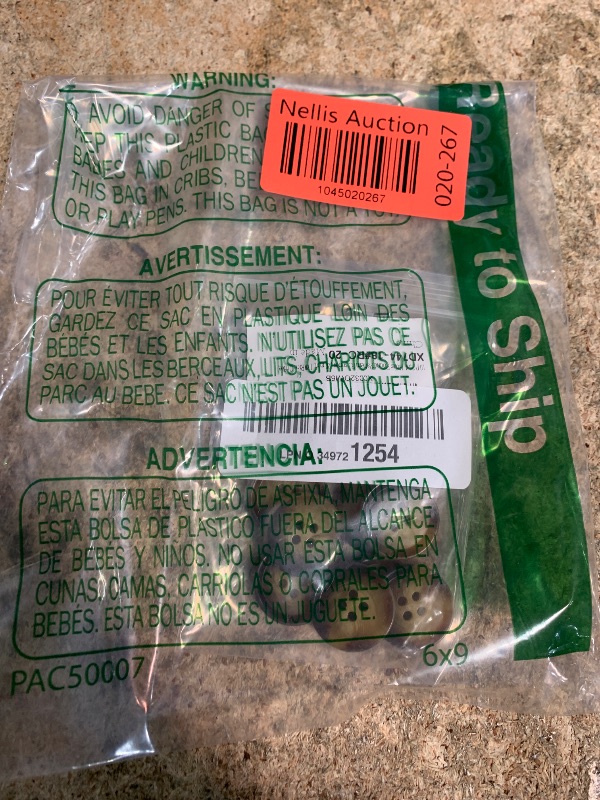 WARNING:
AVOID DANGER OF
THIS PLASTIC BA
BABIES AND CHILDREN
THIS BAG IN CRIBS, BE
OR PLAY PENS. THIS BAG IS NOT A TOY
Nellis Auction
1045020267
020-267
Ready to Ship
AVERTISSEMENT:
POUR ÉVITER TOUT RISQUE D'ÉTOUFFEMENT,
GARDEZ CE SAC EN PLASTIQUE LOIN DES
BÉBÉS ET LES ENFANTS. N'UTILISEZ PAS CE
SAC DANS LES BERCEAUX, LITS, CHARIOTS OU
PARC AU BEBE. CE SAC N'EST PAS UN JOUET.
34972 1254
ADVERTENCIA:
PARA EVITAR EL PELIGRO DE ASFIXIA, MANTENGA
ESTA BOLSA DE PLASTICO FUERA DEL ALCANCE
DE BEBES Y NINOS. NO USAR ESTA BOLSA EN
CUNAS, CAMAS, CARRIOLAS O CORRALES PARA
BEBÉS. ESTA BOLSA NO ES UN JUGUETE.
PAC50007
6x9